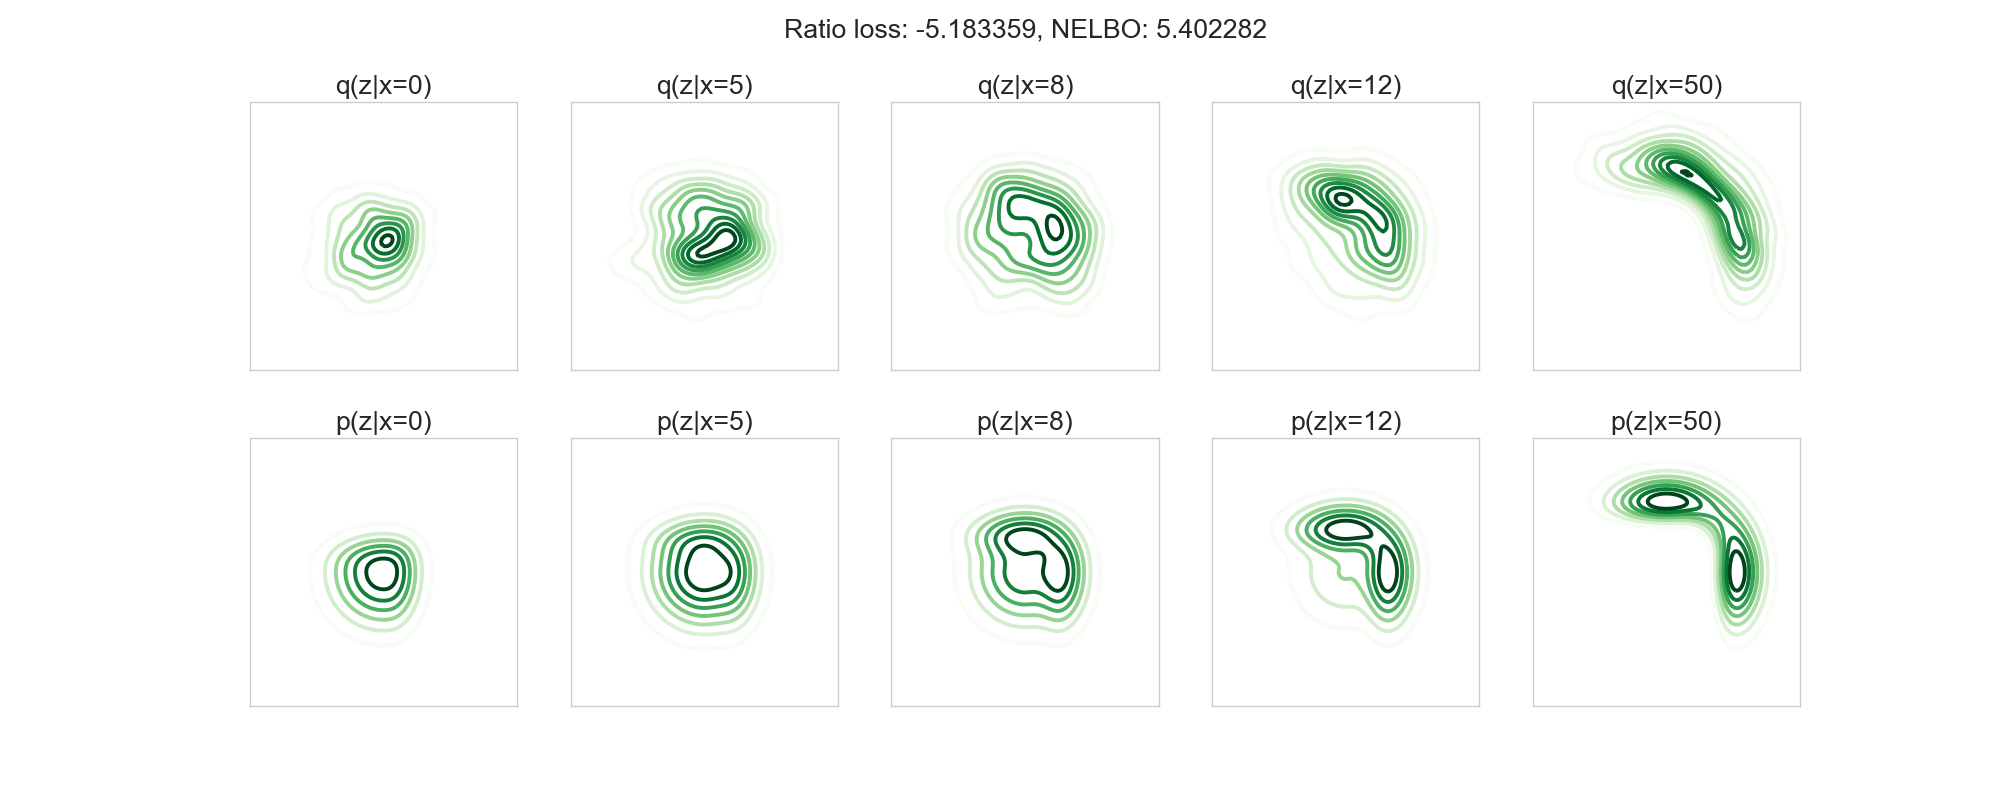 Ratio loss: -5.183359, NELBO: 5.402282
q(z|x=0) q(z|x=5) q(z|x=8) q(z|x=12) q(z|x=50)
p(z|x=0) p(z|x=5) p(z|x=8) p(z|x=12) p(z|x=50)